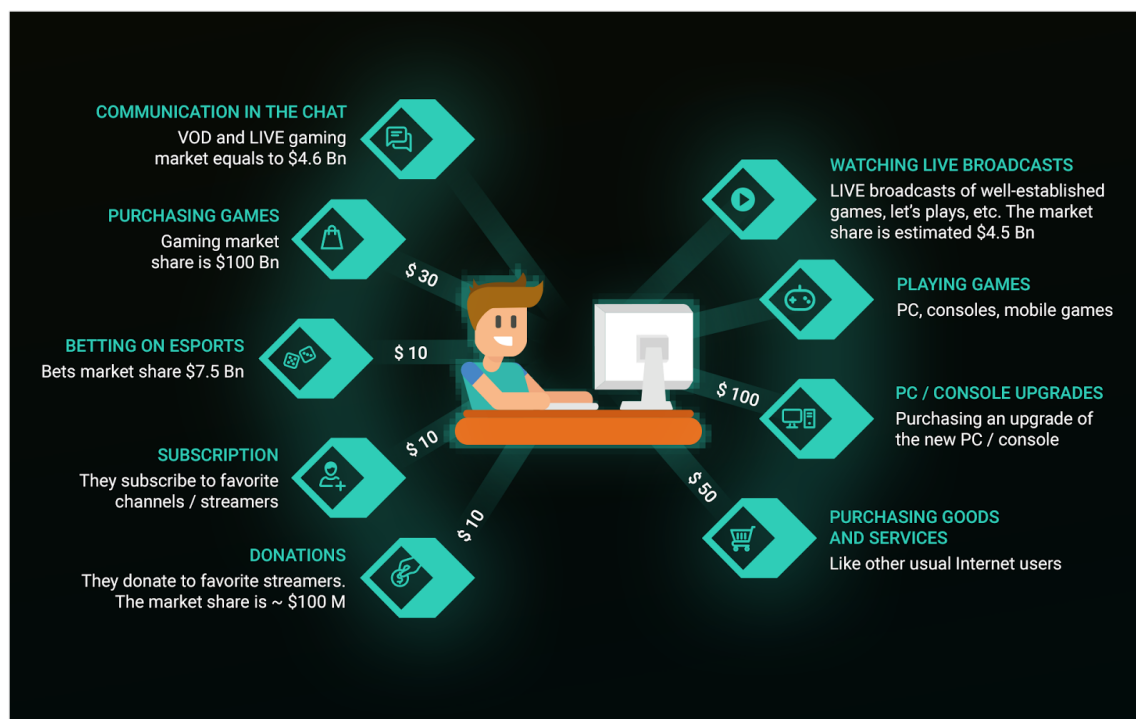 COMMUNICATION IN THE CHAT
VOD and LIVE gaming
market equals to $4.6 Bn
PURCHASING GAMES
Gaming market
share is $100 Bn
$ 30
BETTING ON ESPORTS
Bets market share $7.5 Bn
$ 10
SUBSCRIPTION
They subscribe to favorite
channels / streamers
$ 10
DONATIONS
They donate to favorite streamers.
The market share is ~ $100 M
$ 10
WATCHING LIVE BROADCASTS
LIVE broadcasts of well-established
games, let's plays, etc. The market
share is estimated $4.5 Bn
PLAYING GAMES
PC, consoles, mobile games
$ 100
PC / CONSOLE UPGRADES
Purchasing an upgrade of
the new PC / console
$ 50
PURCHASING GOODS
AND SERVICES
Like other usual Internet users